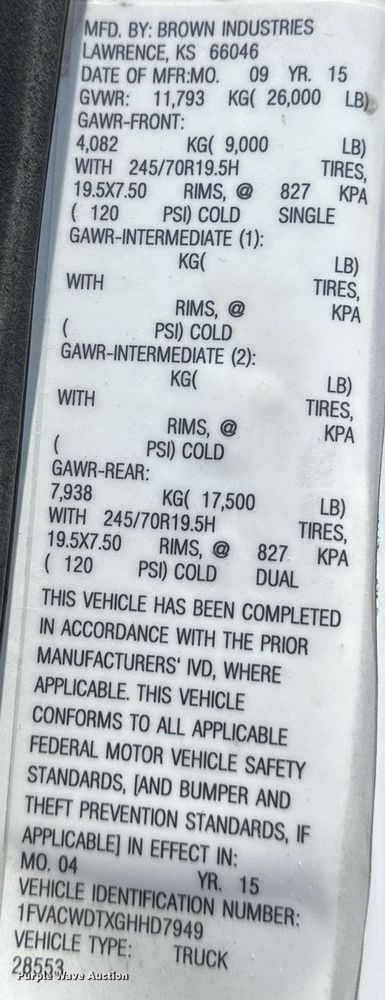 MFD. BY: BROWN INDUSTRIES
LAWRENCE, KS 66046
DATE OF MFR:MO. 09 YR. 15
GVWR: 11,793 KG( 26,000 LB)
GAWR-FRONT:
4,082 KG( 9,000 LB)
WITH 245/70R19.5H TIRES,
19.5X7.50 RIMS, @ 827 KPA
( 120 PSI) COLD SINGLE
GAWR-INTERMEDIATE (1):
KG( LB)
WITH TIRES,
RIMS, @ KPA
( PSI) COLD
GAWR-INTERMEDIATE (2):
KG( LB)
WITH TIRES,
RIMS, @ KPA
( PSI) COLD
GAWR-REAR:
7,938 KG( 17,500 LB)
WITH 245/70R19.5H TIRES,
19.5X7.50 RIMS, @ 827 KPA
( 120 PSI) COLD DUAL
THIS VEHICLE HAS BEEN COMPLETED
IN ACCORDANCE WITH THE PRIOR
MANUFACTURERS' IVD, WHERE
APPLICABLE. THIS VEHICLE
CONFORMS TO ALL APPLICABLE
FEDERAL MOTOR VEHICLE SAFETY
STANDARDS, [AND BUMPER AND
THEFT PREVENTION STANDARDS, IF
APPLICABLE] IN EFFECT IN:
MO. 04 YR. 15
VEHICLE IDENTIFICATION NUMBER:
1FVACWDTXGHHD7949
VEHICLE TYPE: TRUCK
28553
Purple Wave Auction